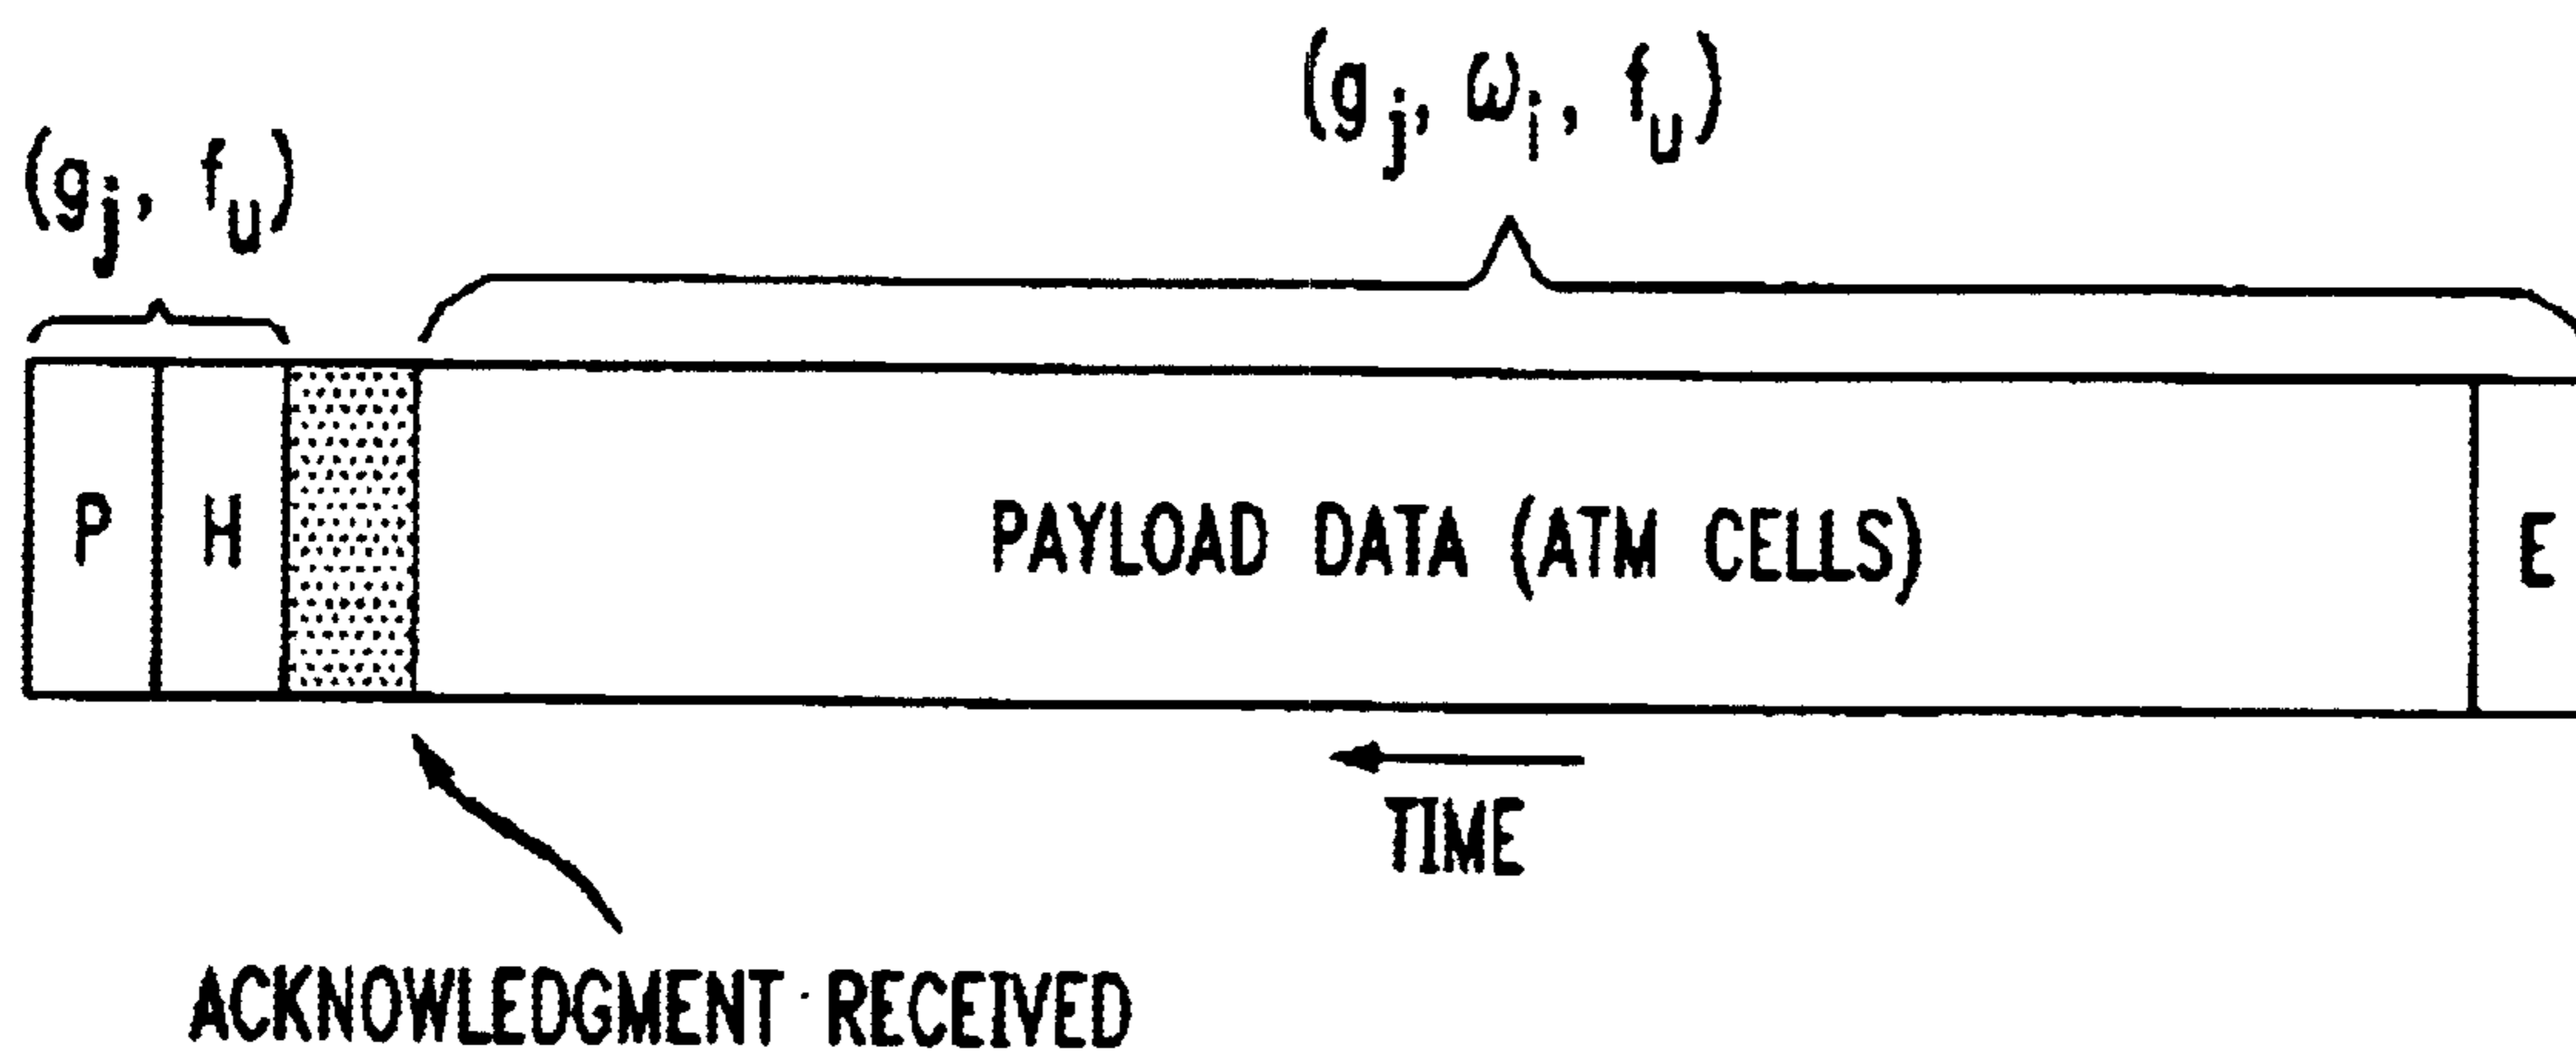 (g_j, ω_i, f_u)
(g_j, f_u)
P H PAYLOAD DATA (ATM CELLS) E
TIME
ACKNOWLEDGMENT RECEIVED